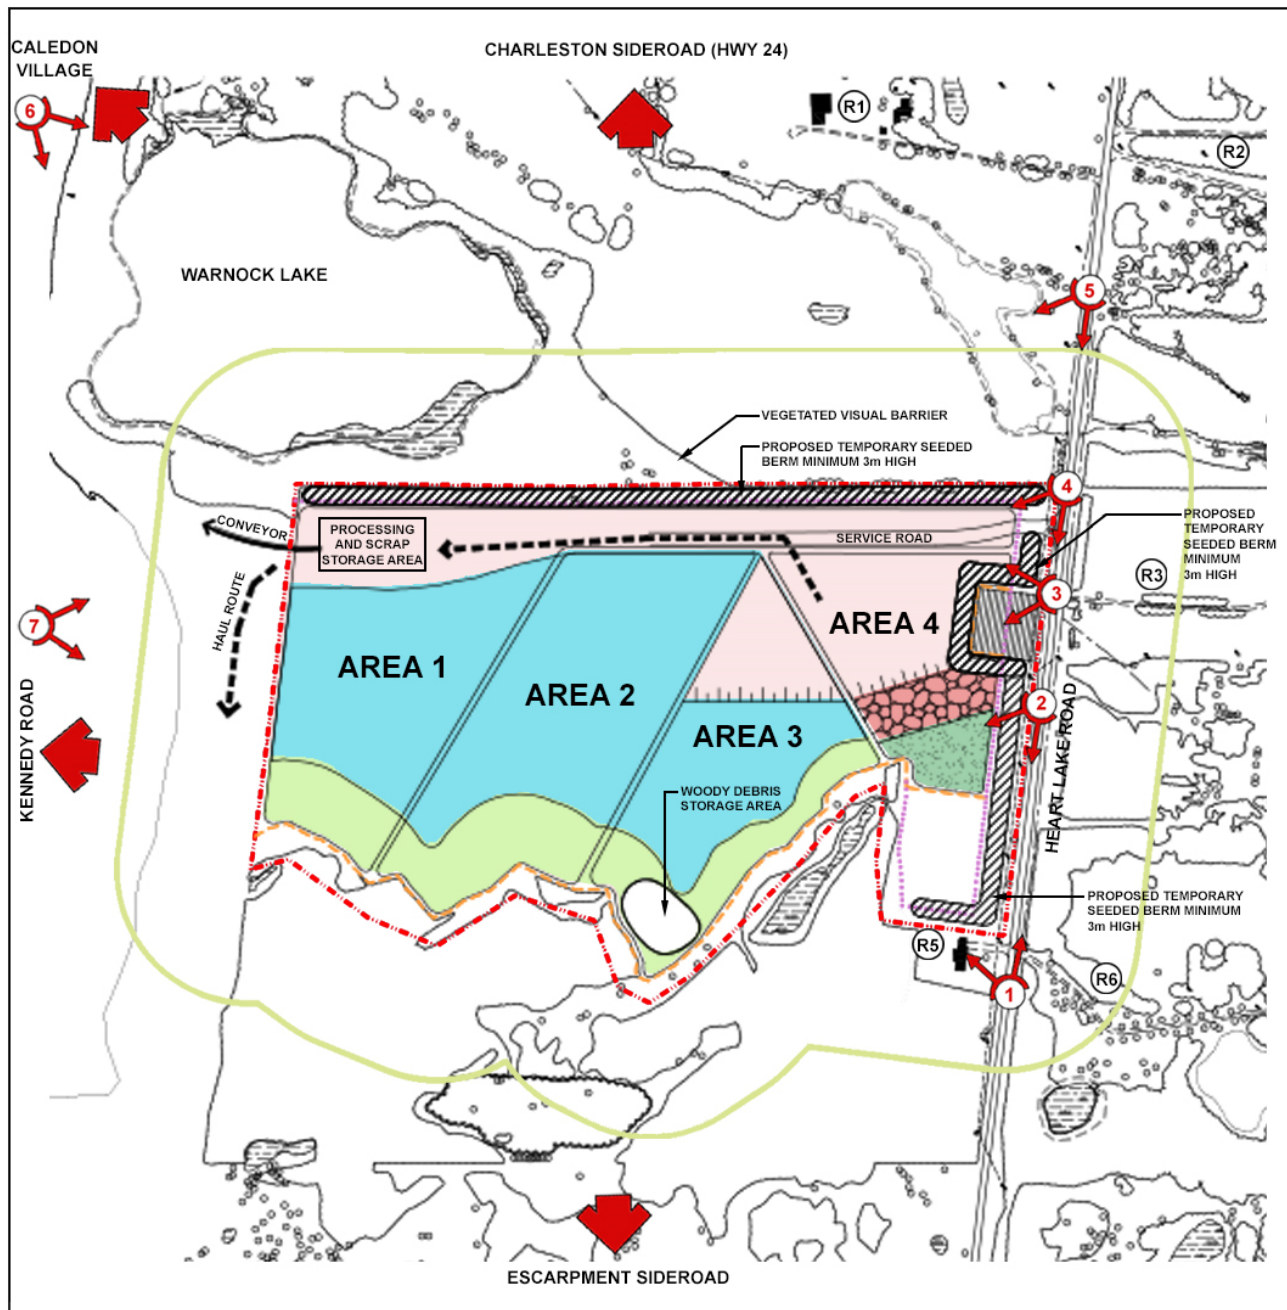 CALEDON
VILLAGE
CHARLESTON SIDEROAD (HWY 24)
6
R1
R2
WARNOCK LAKE
5
VEGETATED VISUAL BARRIER
PROPOSED TEMPORARY SEEDED
BERM MINIMUM 3m HIGH
4
PROPOSED
TEMPORARY
SEEDED BERM
MINIMUM
3m HIGH
CONVEYOR
PROCESSING
AND SCRAP
STORAGE AREA
SERVICE ROAD
R3
3
HAUL ROUTE
7
AREA 4
AREA 1
AREA 2
2
AREA 3
KENNEDY ROAD
HEART LAKE ROAD
WOODY DEBRIS
STORAGE AREA
PROPOSED TEMPORARY
SEEDED BERM MINIMUM
3m HIGH
R5
R6
1
ESCARPMENT SIDEROAD